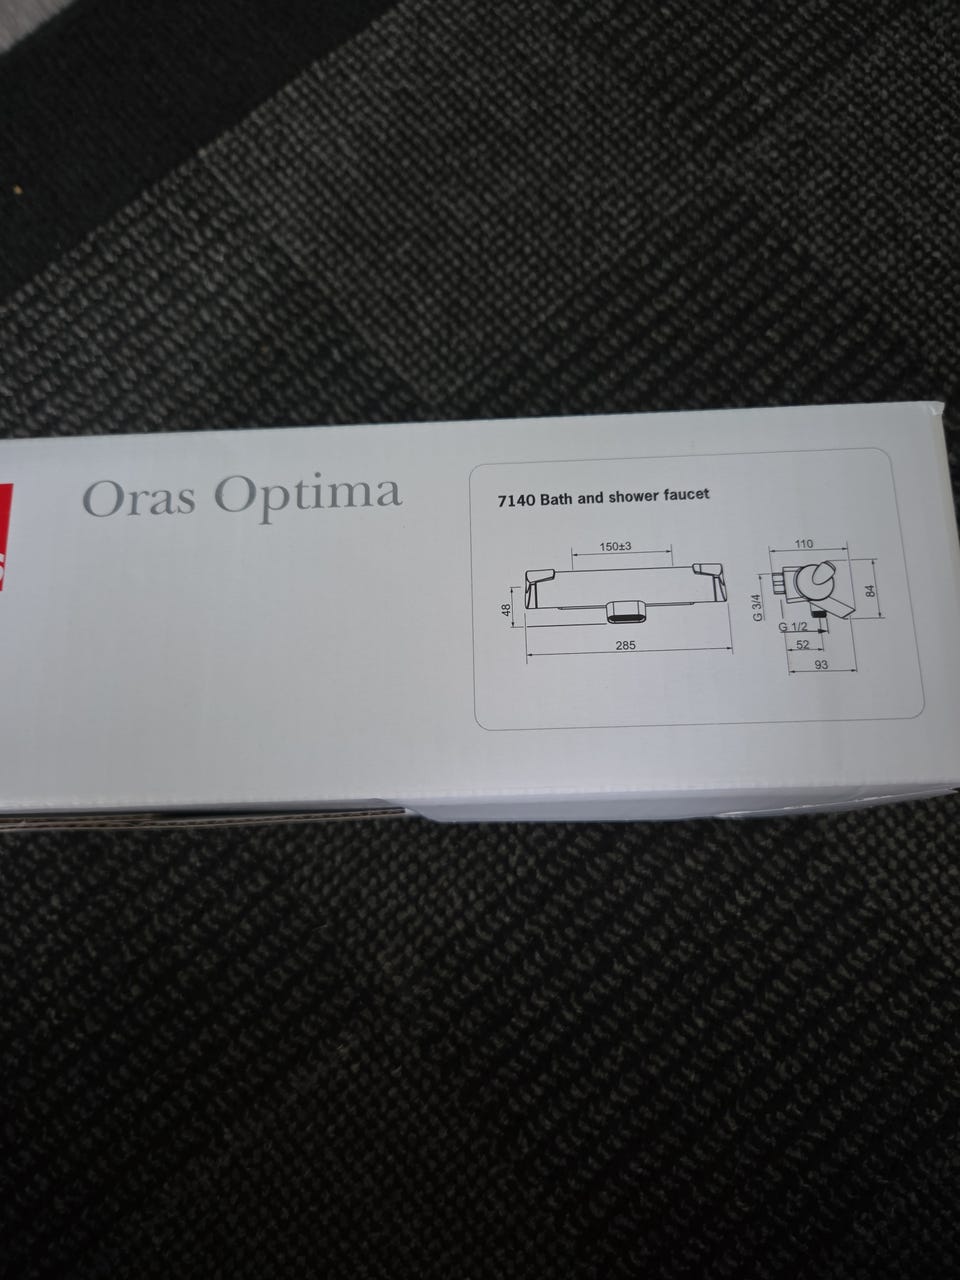 Oras Optima
7140 Bath and shower faucet
150±3
48
285
110
G 3/4
84
G 1/2
52
93